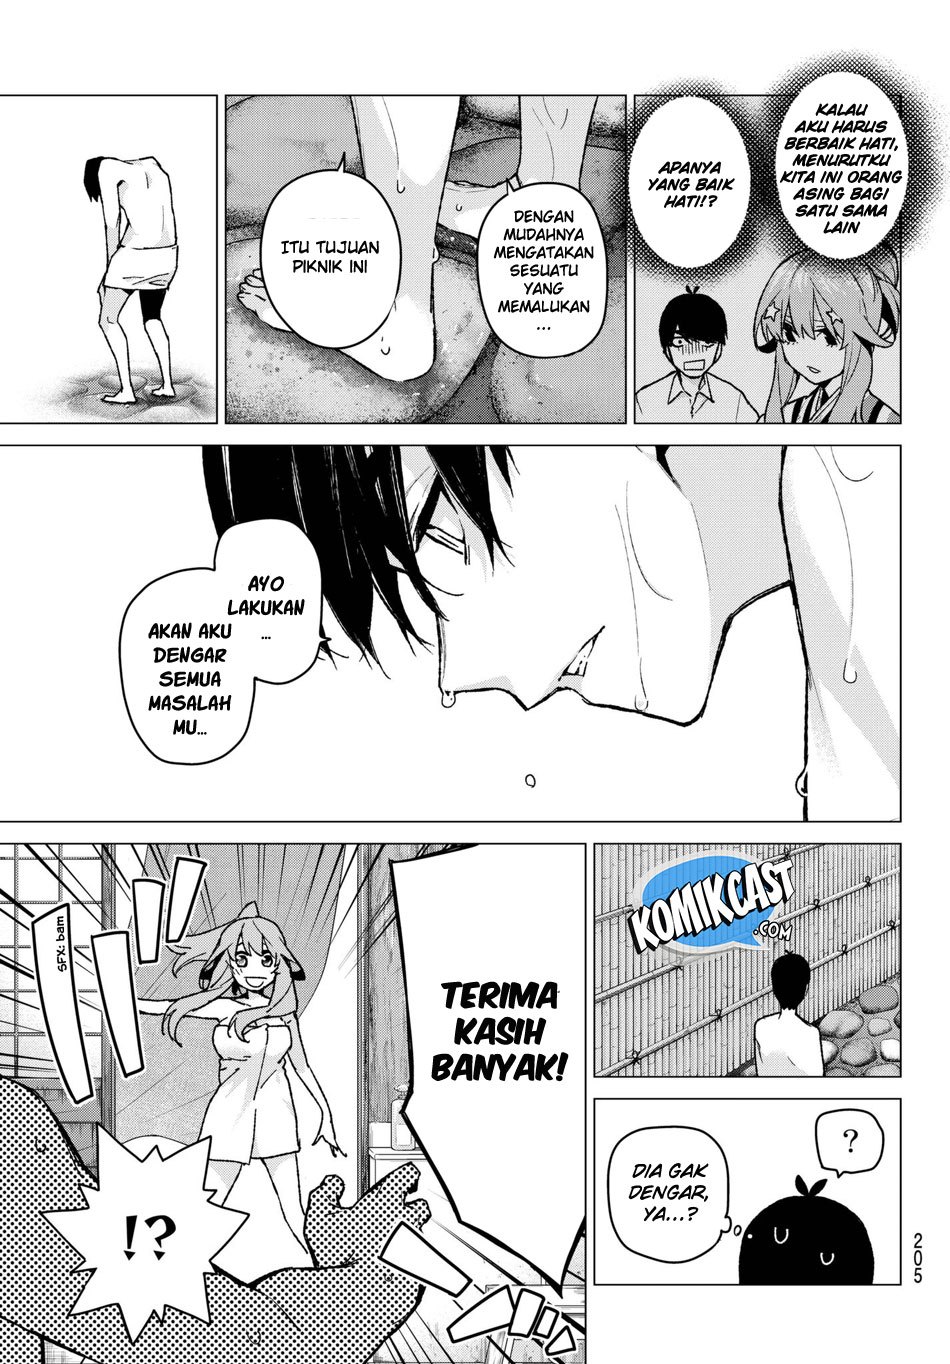 KALAU
AKU HARUS
BERBAIK HATI,
MENURUTKU
KITA INI ORANG
ASING BAGI
SATU SAMA
LAIN
APANYA
YANG BAIK
HATI!?
DENGAN
MUDAHNYA
MENGATAKAN
SESUATU
YANG
MEMALUKAN
...
ITU TUJUAN
PIKNIK INI
AYO
LAKUKAN
...
AKAN AKU
DENGAR
SEMUA
MASALAH
MU...
KOMIKCAST
.COM
?
DIA GAK
DENGAR,
YA...?
TERIMA
KASIH
BANYAK!
SFX: bam
!?
205